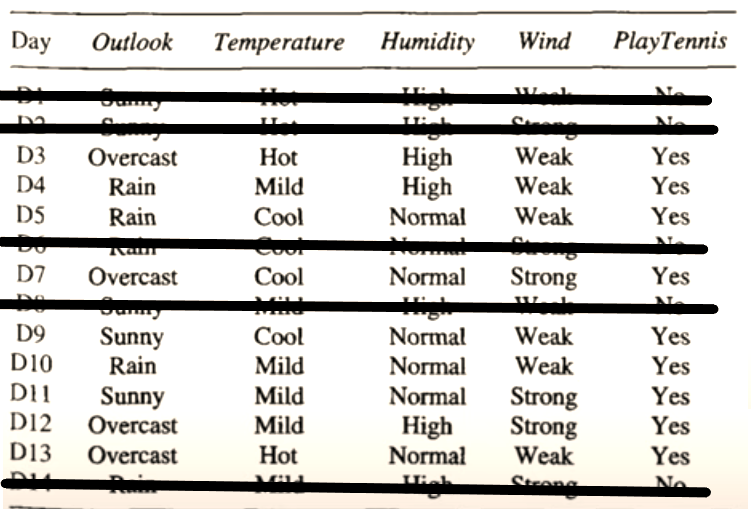 Day Outlook Temperature Humidity Wind PlayTennis
D1 Sunny Hot High Weak No
D2 Sunny Hot High Strong No
D3 Overcast Hot High Weak Yes
D4 Rain Mild High Weak Yes
D5 Rain Cool Normal Weak Yes
D6 Rain Cool Normal Strong No
D7 Overcast Cool Normal Strong Yes
D8 Sunny Mild High Weak No
D9 Sunny Cool Normal Weak Yes
D10 Rain Mild Normal Weak Yes
D11 Sunny Mild Normal Strong Yes
D12 Overcast Mild High Strong Yes
D13 Overcast Hot Normal Weak Yes
D14 Rain Mild High Strong No